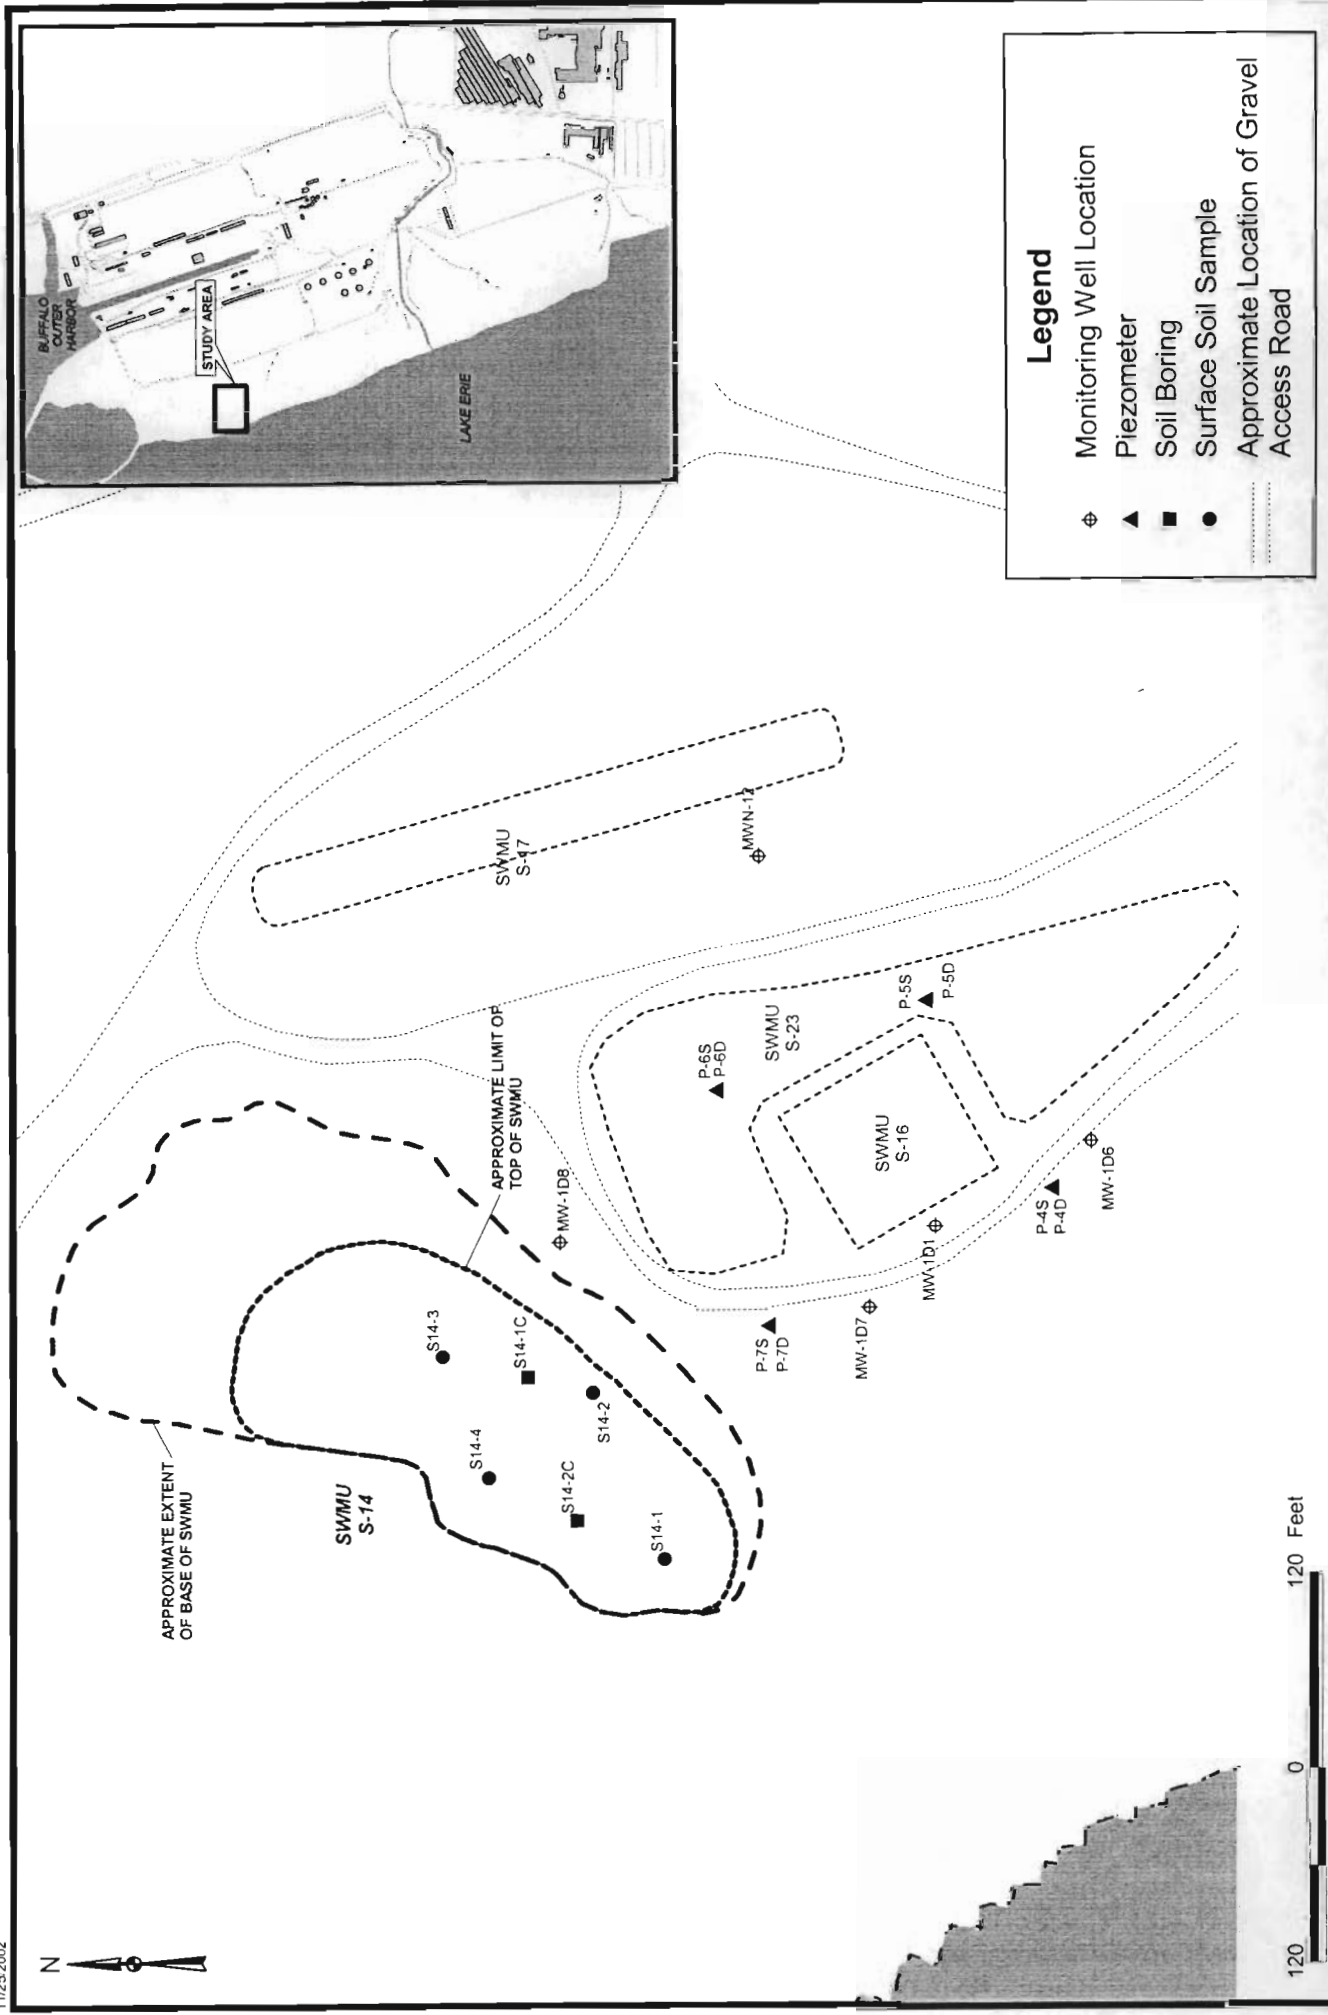 11/25/2002
N
BUFFALO
OUTER
HARBOR
STUDY AREA
LAKE ERIE
APPROXIMATE EXTENT
OF BASE OF SWMU
SWMU
S-14
APPROXIMATE LIMIT OF
TOP OF SWMU
S14-3
S14-1C
S14-4
S14-2
S14-2C
S14-1
MW-1D8
SWMU
S-17
MWN-12
P-6S
P-6D
SWMU
S-23
P-5S
P-5D
SWMU
S-16
P-7S
P-7D
MW-1D7
MW-1D1
P-4S
P-4D
MW-1D6
Legend
Monitoring Well Location
Piezometer
Soil Boring
Surface Soil Sample
Approximate Location of Gravel
Access Road
120 0 120 Feet